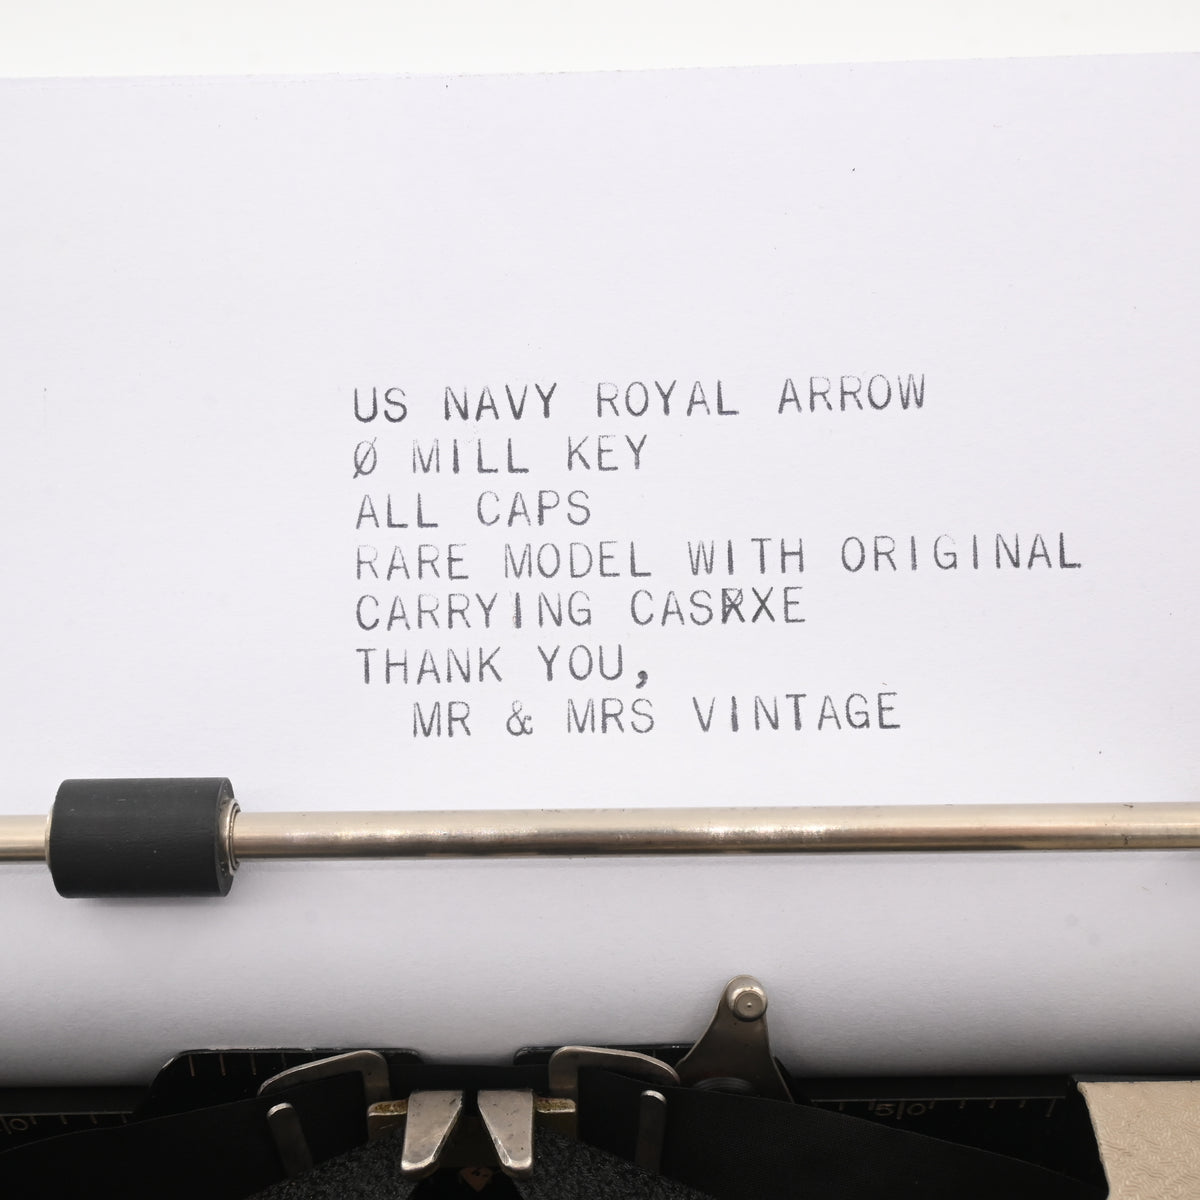 US NAVY ROYAL ARROW
Ø MILL KEY
ALL CAPS
RARE MODEL WITH ORIGINAL
CARRYING CASRXE
THANK YOU,
MR & MRS VINTAGE
50